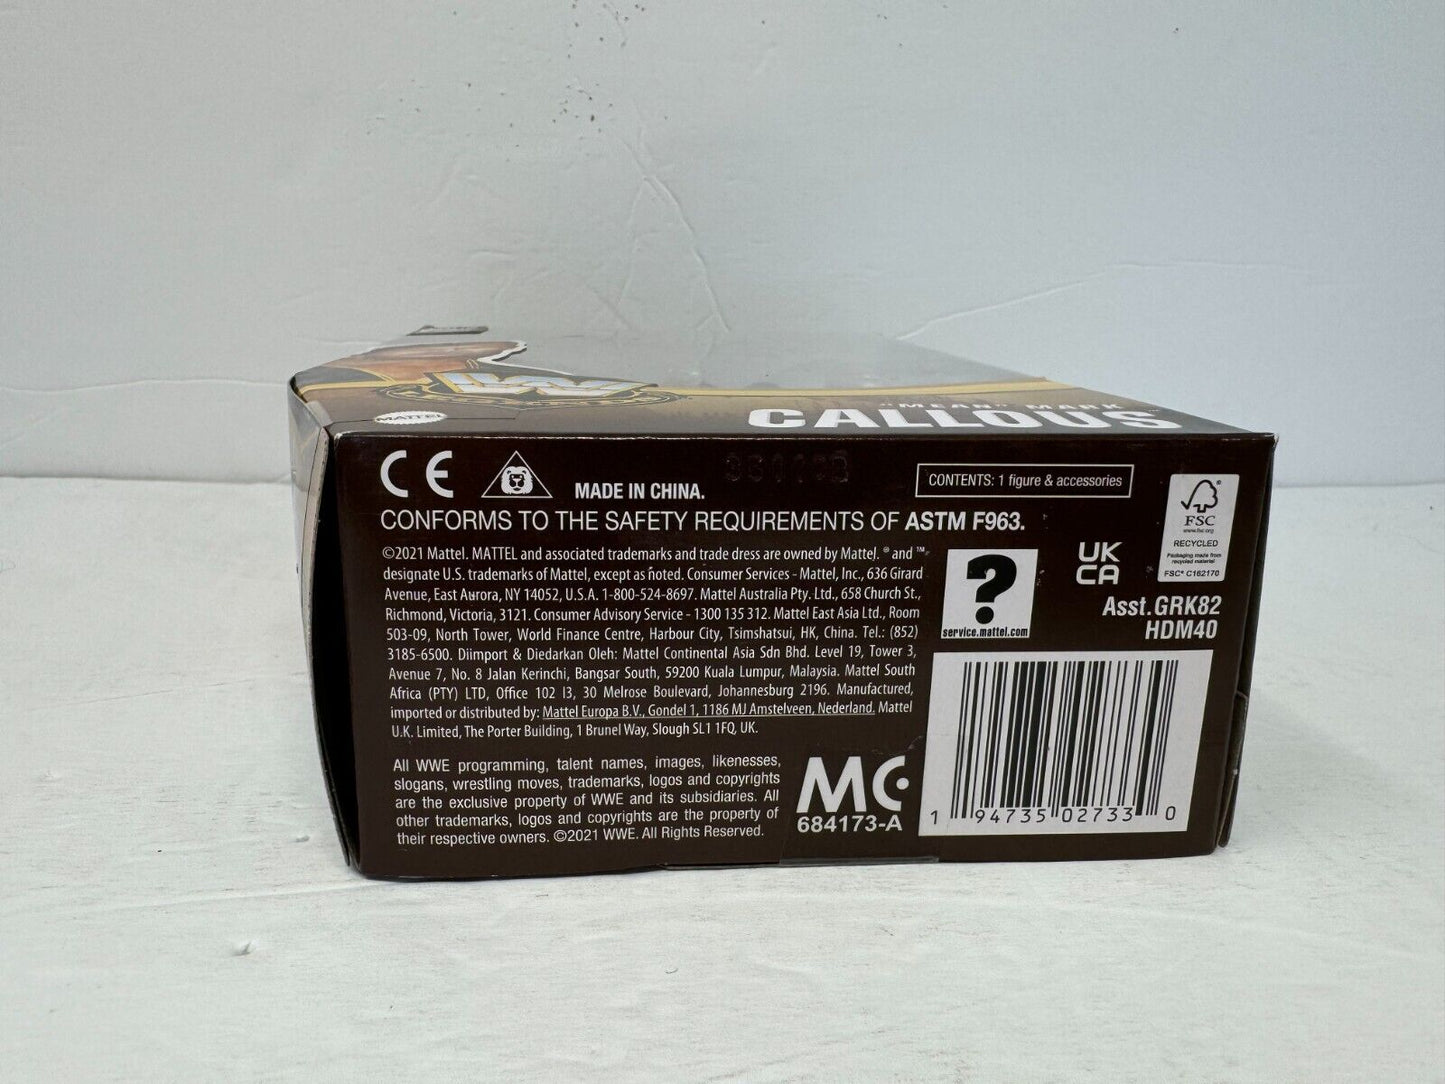 MATTEL
"MEAN" MARK
CALLOUS
CE
MADE IN CHINA.
CONTENTS: 1 figure & accessories
CONFORMS TO THE SAFETY REQUIREMENTS OF ASTM F963.
©2021 Mattel. MATTEL and associated trademarks and trade dress are owned by Mattel. ® and ™
designate U.S. trademarks of Mattel, except as noted. Consumer Services - Mattel, Inc., 636 Girard
Avenue, East Aurora, NY 14052, U.S.A. 1-800-524-8697. Mattel Australia Pty. Ltd., 658 Church St.,
Richmond, Victoria, 3121. Consumer Advisory Service - 1300 135 312. Mattel East Asia Ltd., Room
503-09, North Tower, World Finance Centre, Harbour City, Tsimshatsui, HK, China. Tel.: (852)
3185-6500. Diimport & Diedarkan Oleh: Mattel Continental Asia Sdn Bhd. Level 19, Tower 3,
Avenue 7, No. 8 Jalan Kerinchi, Bangsar South, 59200 Kuala Lumpur, Malaysia. Mattel South
Africa (PTY) LTD, Office 102 I3, 30 Melrose Boulevard, Johannesburg 2196. Manufactured,
imported or distributed by: Mattel Europa B.V., Gondel 1, 1186 MJ Amstelveen, Nederland. Mattel
U.K. Limited, The Porter Building, 1 Brunel Way, Slough SL1 1FQ, UK.
All WWE programming, talent names, images, likenesses,
slogans, wrestling moves, trademarks, logos and copyrights
are the exclusive property of WWE and its subsidiaries. All
other trademarks, logos and copyrights are the property of
their respective owners. ©2021 WWE. All Rights Reserved.
MC
684173-A
?
service.mattel.com
UK
CA
FSC
www.fsc.org
RECYCLED
Packaging made from
recycled material
FSC® C162170
Asst.GRK82
HDM40
1 94735 02733 0